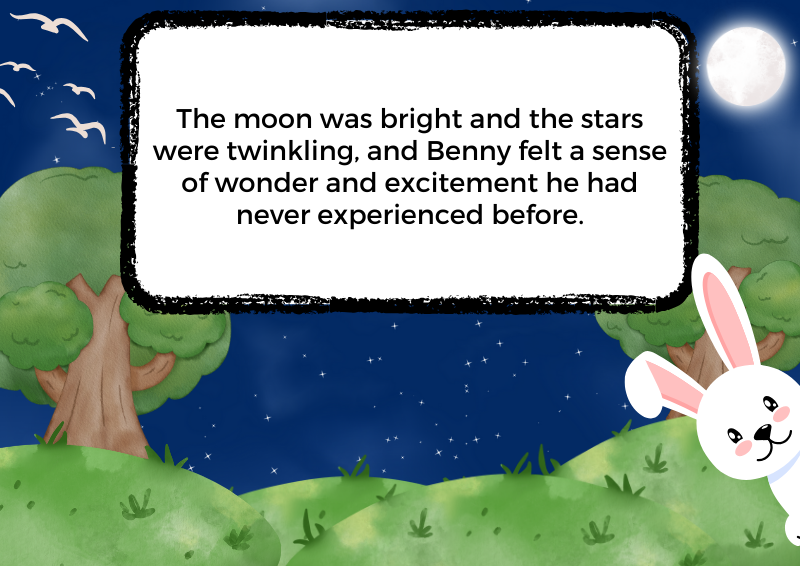 The moon was bright and the stars
were twinkling, and Benny felt a sense
of wonder and excitement he had
never experienced before.